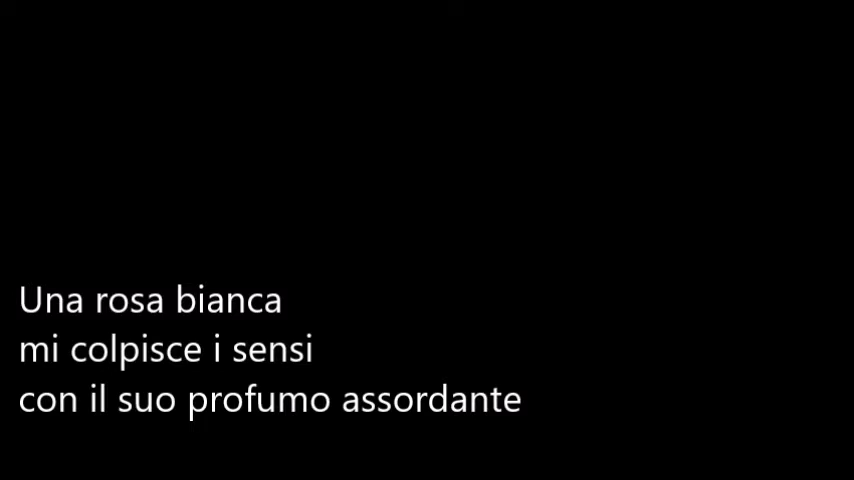 Una rosa bianca
mi colpisce i sensi
con il suo profumo assordante